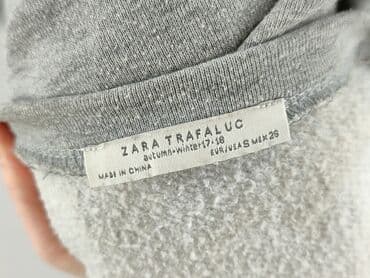 ZARA TRAFALUC
autumn•winter17•18
MADE IN CHINA
EUR/USA S MEX 26